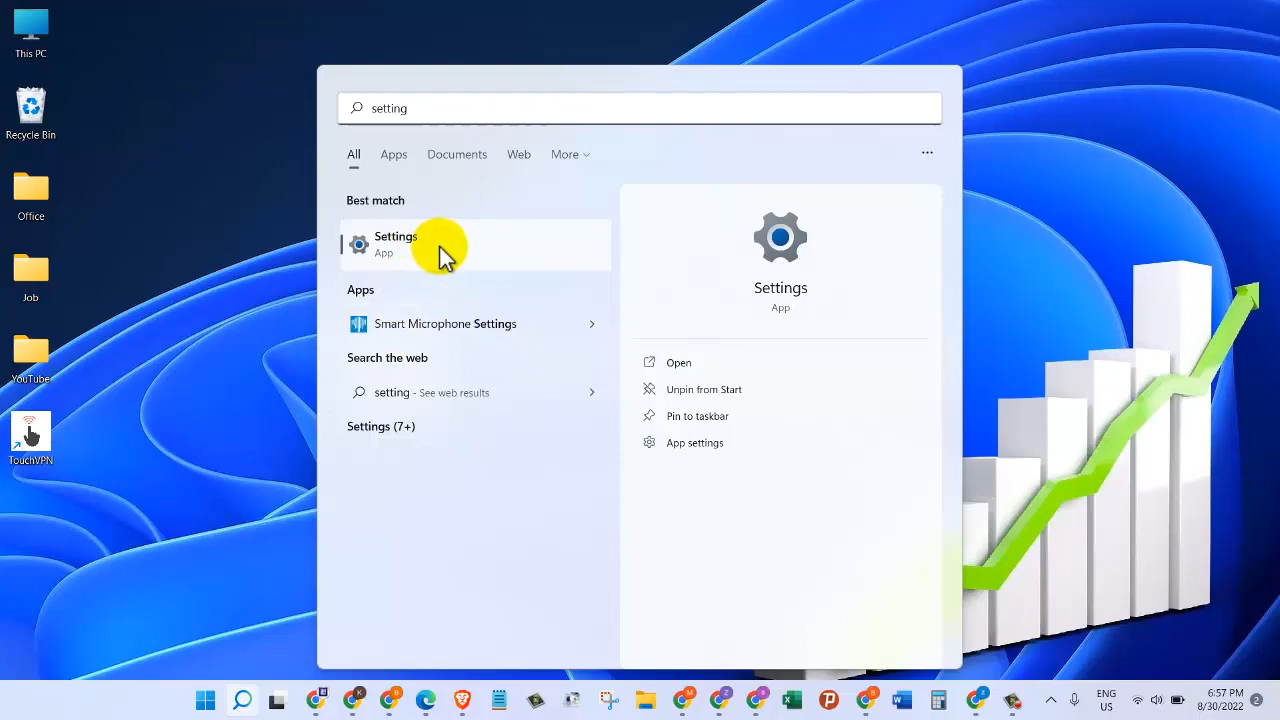 This PC
Recycle Bin
Office
Job
YouTube
TouchVPN
setting
All Apps Documents Web More
Best match
Settings
App
Apps
Smart Microphone Settings
Search the web
setting - See web results
Settings (7+)
Settings
App
Open
Unpin from Start
Pin to taskbar
App settings
ENG
US
6:57 PM
8/30/2022
2